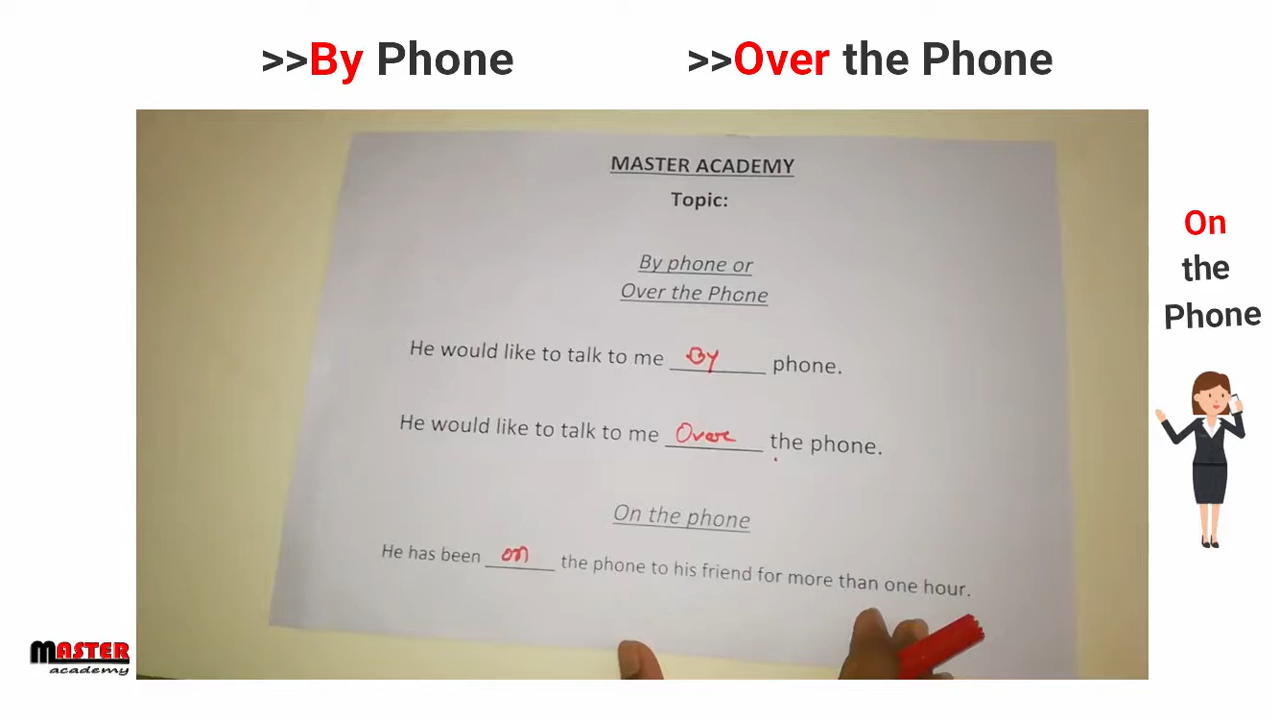 >>By Phone
>>Over the Phone
MASTER ACADEMY
Topic:
By phone or
Over the Phone
He would like to talk to me By phone.
He would like to talk to me Over the phone.
On the phone
He has been on the phone to his friend for more than one hour.
On
the
Phone
MASTER
academy